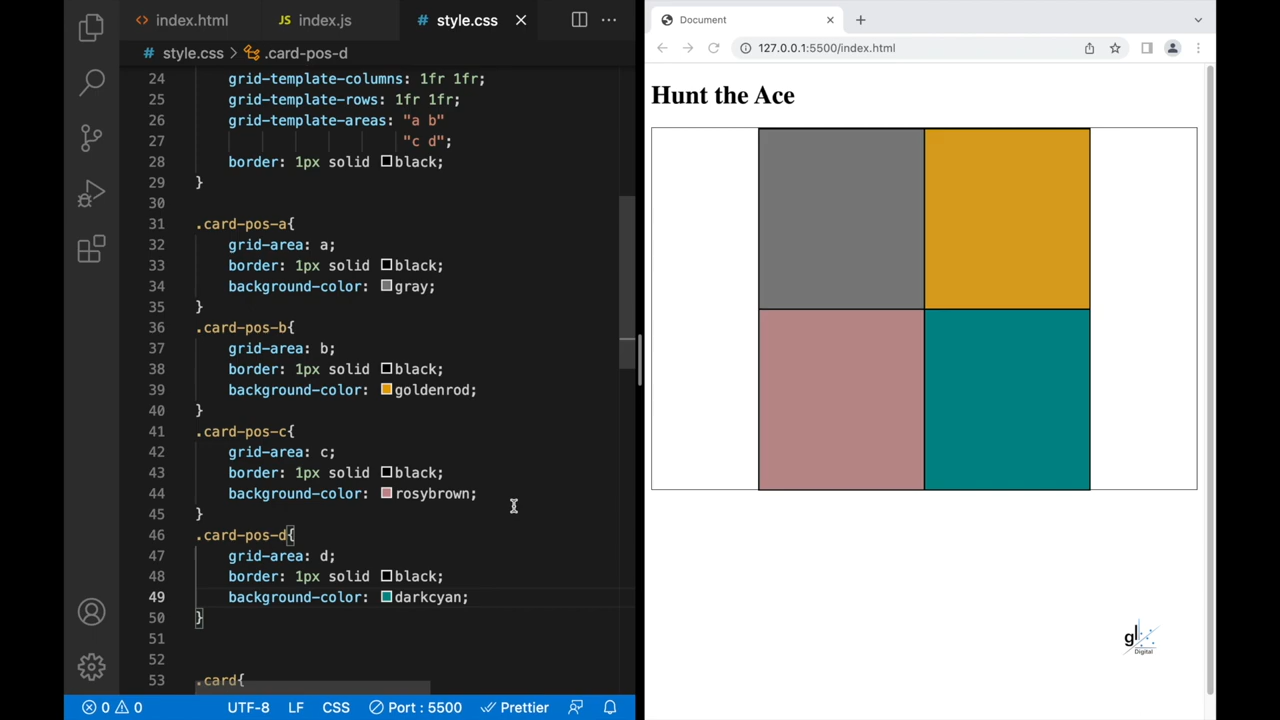 index.html
JS index.js
# style.css
# style.css > .card-pos-d
24 grid-template-columns: 1fr 1fr;
25 grid-template-rows: 1fr 1fr;
26 grid-template-areas: "a b"
27 "c d";
28 border: 1px solid black;
29 }
30
31 .card-pos-a{
32 grid-area: a;
33 border: 1px solid black;
34 background-color: gray;
35 }
36 .card-pos-b{
37 grid-area: b;
38 border: 1px solid black;
39 background-color: goldenrod;
40 }
41 .card-pos-c{
42 grid-area: c;
43 border: 1px solid black;
44 background-color: rosybrown;
45 }
46 .card-pos-d{
47 grid-area: d;
48 border: 1px solid black;
49 background-color: darkcyan;
50 }
51
52
53 .card{
0 0 UTF-8 LF CSS Port : 5500 Prettier
Document
127.0.0.1:5500/index.html
Hunt the Ace
gl
Digital